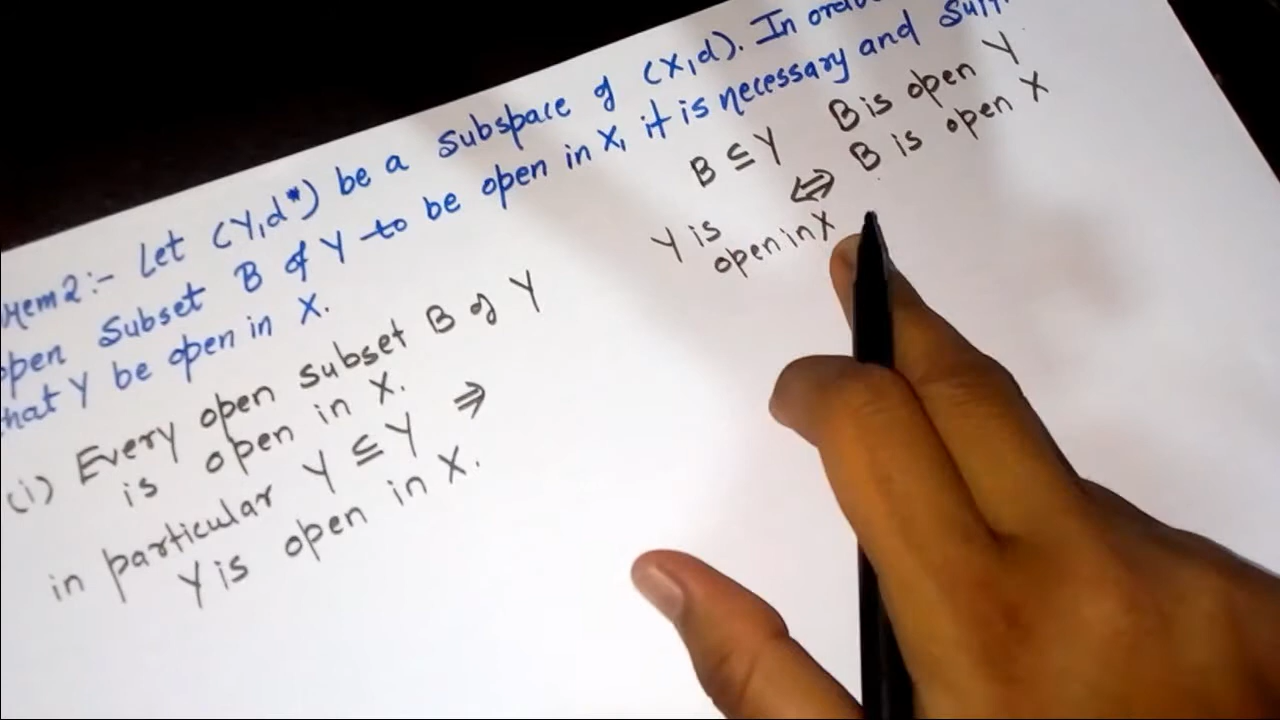 Let (Y,d*) be a subspace of (X,d). In
open subset B of Y to be open in X, it is necessary and
that Y be open in X.
B ⊆ Y B is open Y
⇔ B is open X
Y is
open in X
(i) Every open subset B of Y
is open in X.
in particular Y ⊆ Y ⇒
Y is open in X.